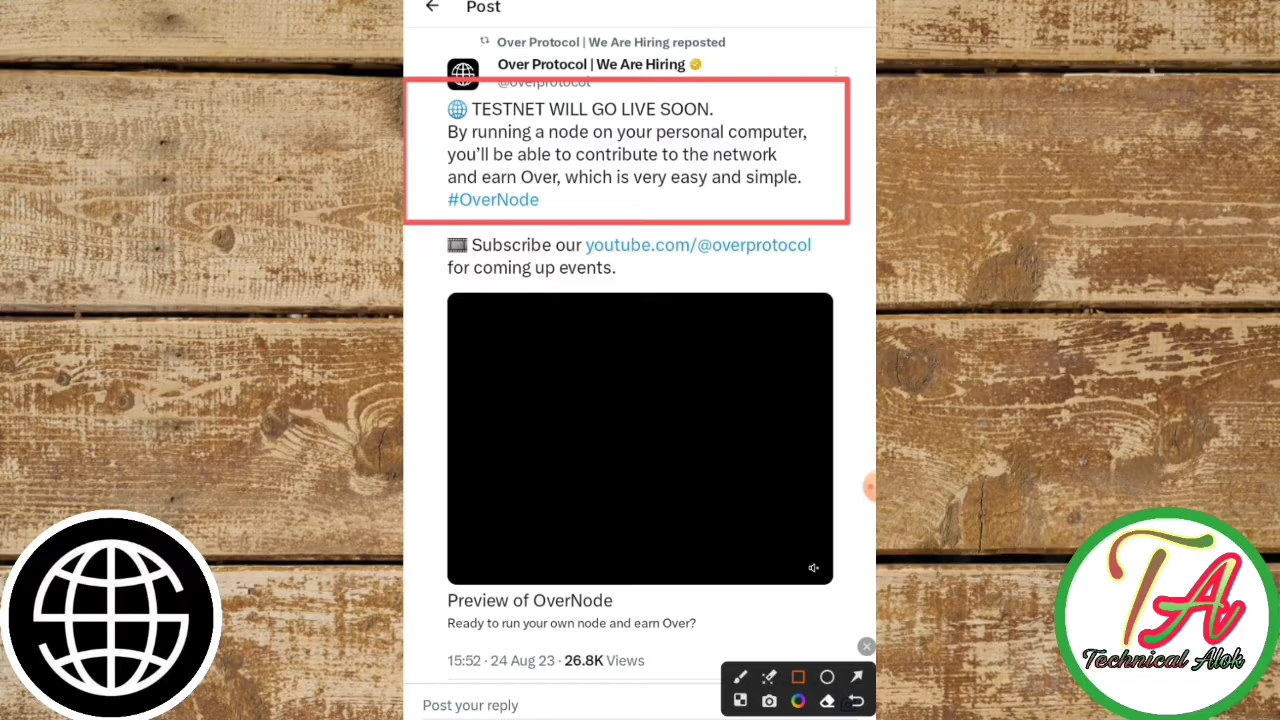 Post
Over Protocol | We Are Hiring reposted
Over Protocol | We Are Hiring
@overprotocol
TESTNET WILL GO LIVE SOON.
By running a node on your personal computer,
you’ll be able to contribute to the network
and earn Over, which is very easy and simple.
#OverNode
Subscribe our youtube.com/@overprotocol
for coming up events.
Preview of OverNode
Ready to run your own node and earn Over?
15:52 · 24 Aug 23 · 26.8K Views
Post your reply
TA
Technical Alok